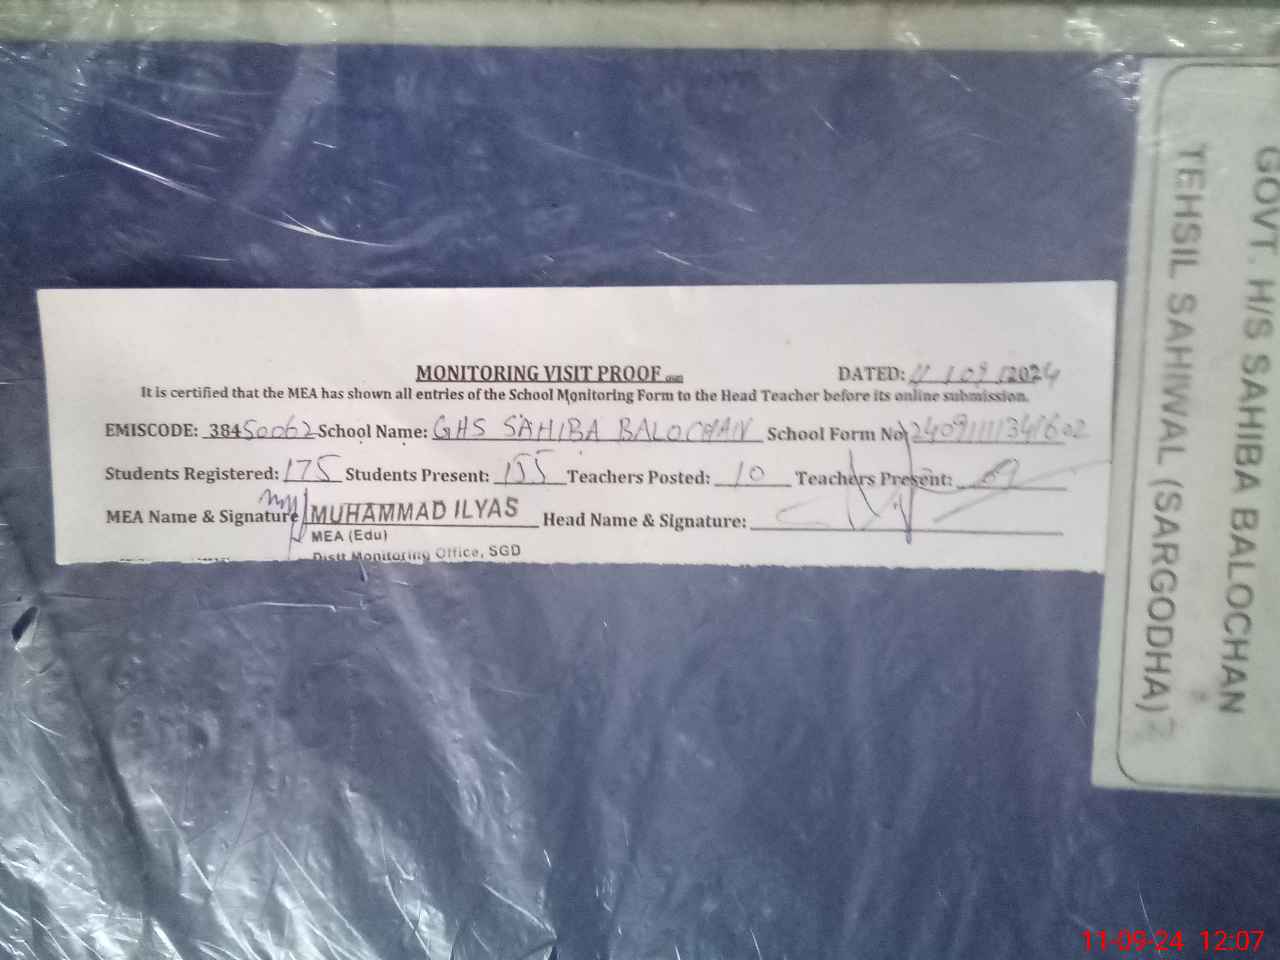 MONITORING VISIT PROOF DATED: 11/09/2024
It is certified that the MEA has shown all entries of the School Monitoring Form to the Head Teacher before its online submission.
EMISCODE: 38450062 School Name: GHS SAHIBA BALOCHAN School Form No:
Students Registered: 175 Students Present: 155 Teachers Posted: 10 Teachers Present: 09
MEA Name & Signature MUHAMMAD ILYAS Head Name & Signature:
MEA (Edu)
Distt Monitoring Office, SGD
GOVT. H/S SAHIBA BALOCHAN
TEHSIL SAHIWAL (SARGODHA)
11-09-24 12:07